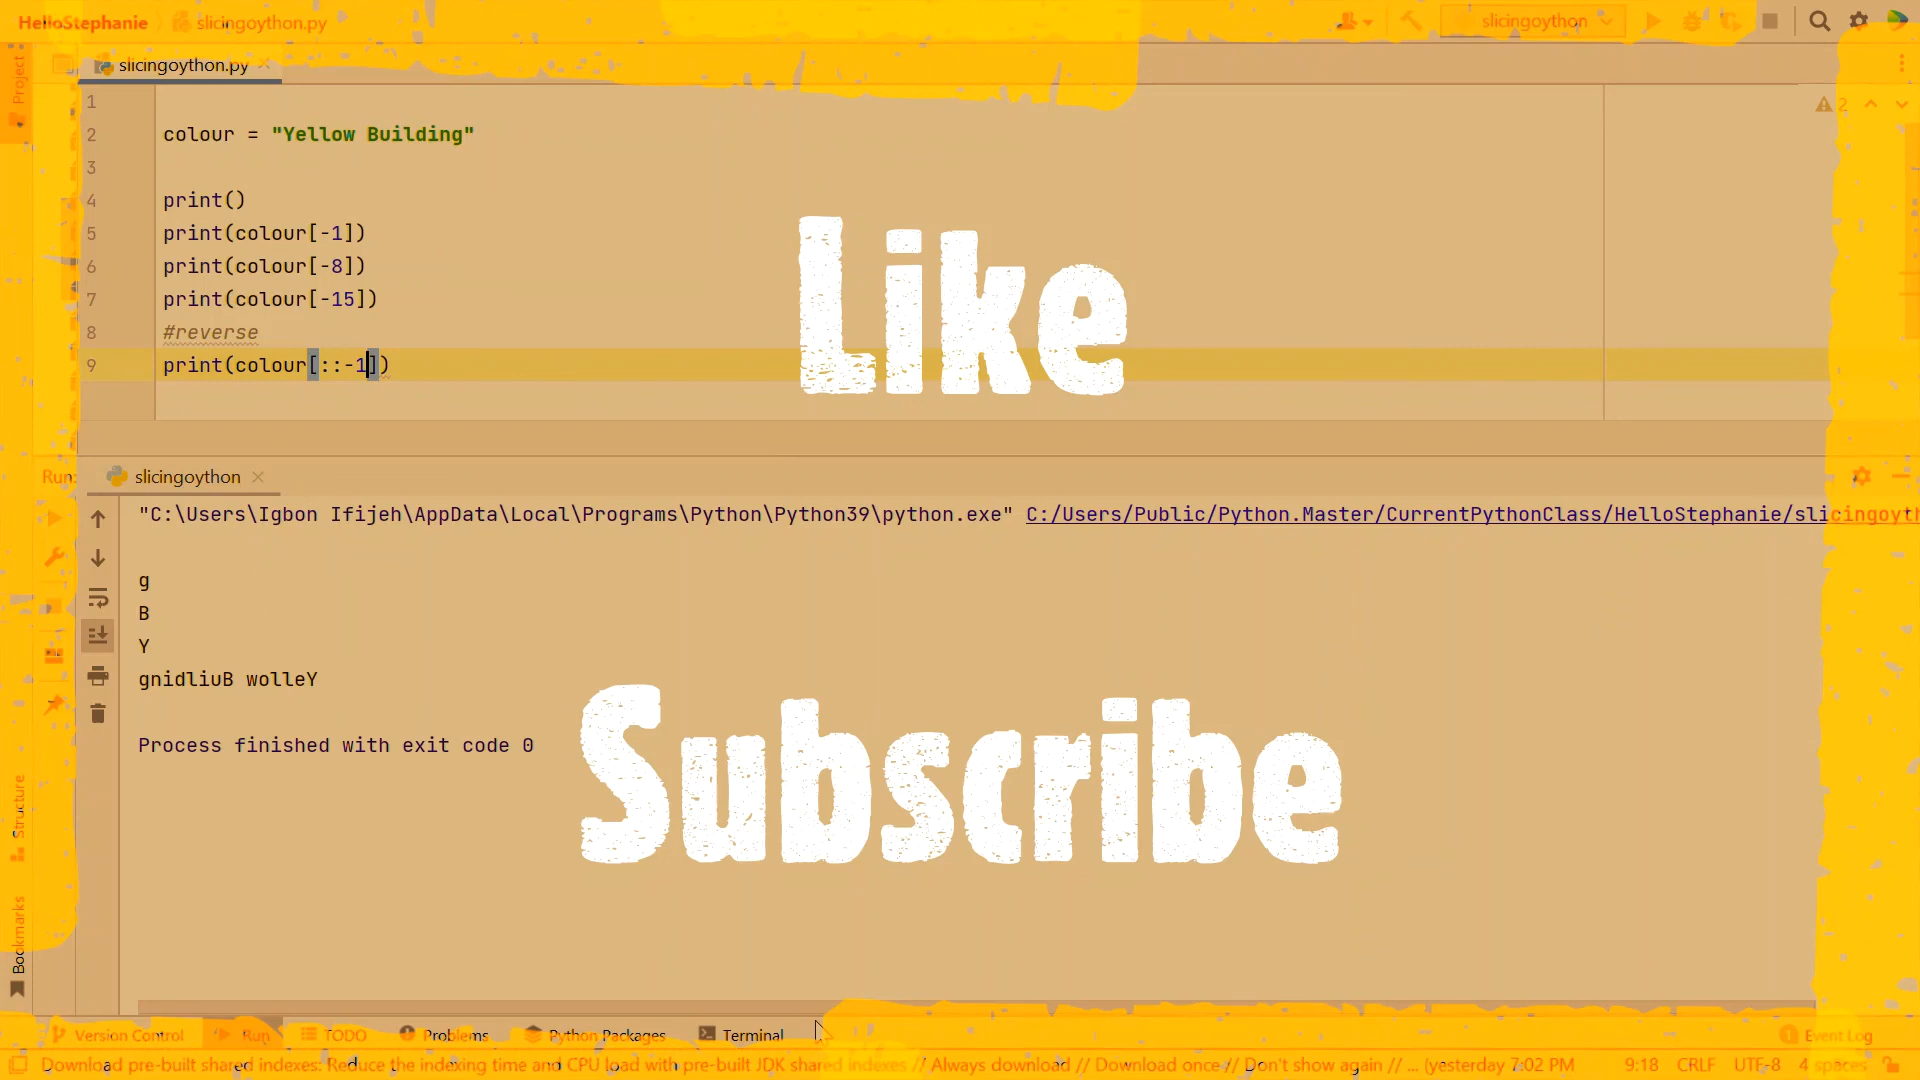 HelloStephanie slicingoython.py
slicingoython
Project
slicingoython.py
2
1
2 colour = "Yellow Building"
3
4 print()
5 print(colour[-1])
6 print(colour[-8])
7 print(colour[-15])
8 #reverse
9 print(colour[::-1])
Like
Run: slicingoython
"C:\Users\Igbon Ifijeh\AppData\Local\Programs\Python\Python39\python.exe" C:/Users/Public/Python.Master/CurrentPythonClass/HelloStephanie/slicingoyth
g
B
Y
gnidliuB wolleY
Process finished with exit code 0
Subscribe
Structure
Bookmarks
Version Control Run TODO Problems Python Packages Terminal Event Log
Download pre-built shared indexes: Reduce the indexing time and CPU load with pre-built JDK shared indexes // Always download // Download once // Don't show again // ... (yesterday 7:02 PM 9:18 CRLF UTF-8 4 spaces